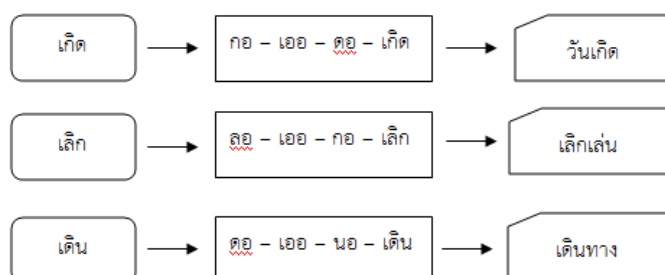 เกิด กอ – เออ – ดอ – เกิด วันเกิด
เลิก ลอ – เออ – กอ – เลิก เลิกเล่น
เดิน ดอ – เออ – นอ – เดิน เดินทาง